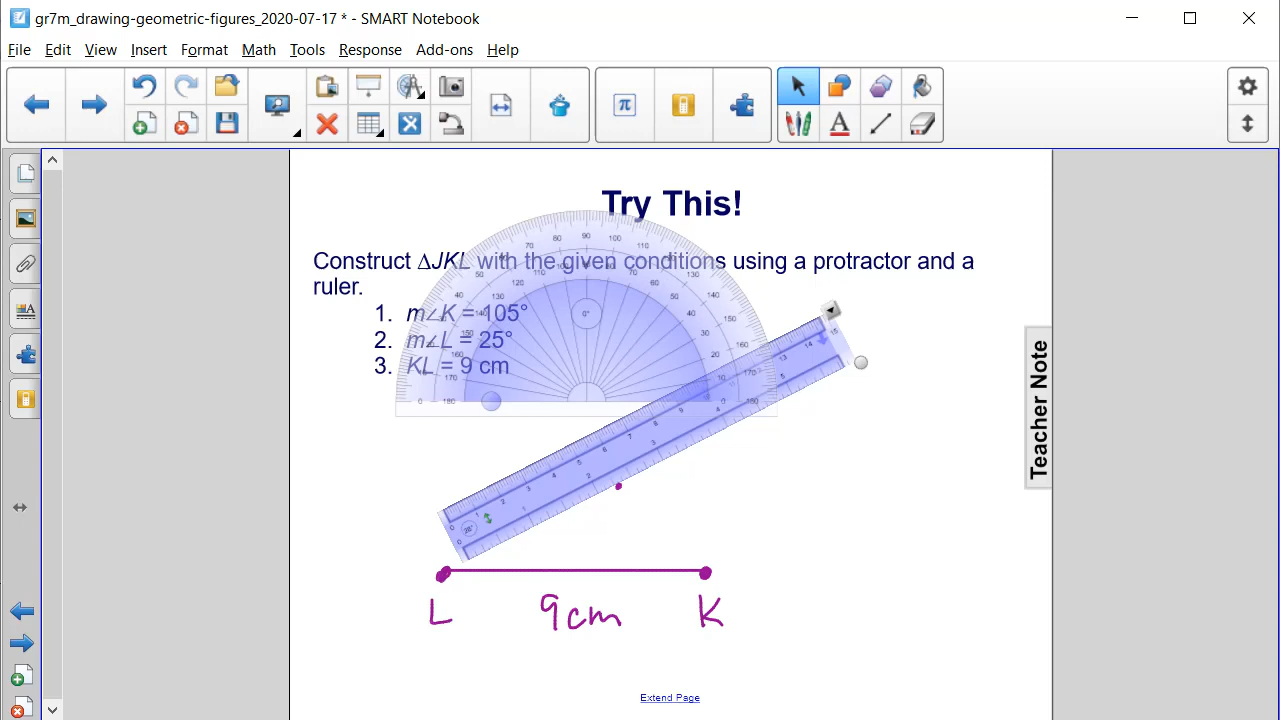 gr7m_drawing-geometric-figures_2020-07-17 * - SMART Notebook
File Edit View Insert Format Math Tools Response Add-ons Help
Try This!
Construct ΔJKL with the given conditions using a protractor and a
ruler.
1. m∠K = 105°
2. m∠L = 25°
3. KL = 9 cm
Teacher Note
L 9cm K
Extend Page